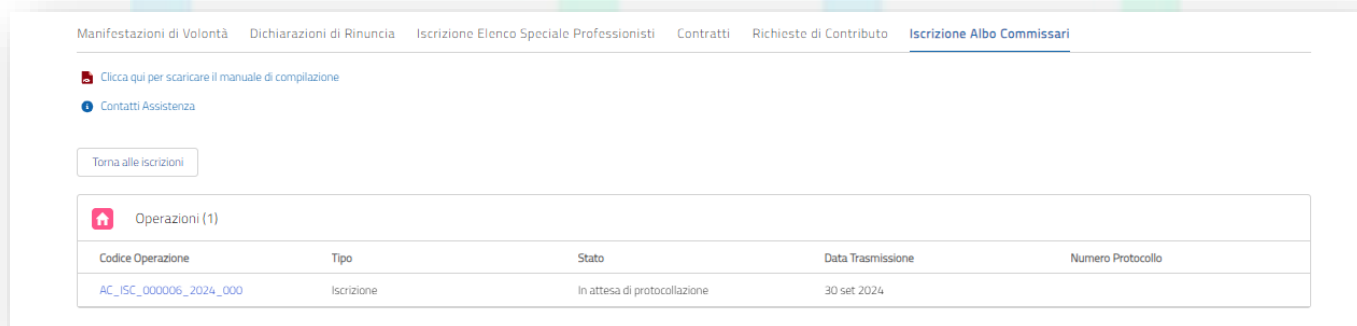 Manifestazioni di Volontà Dichiarazioni di Rinuncia Iscrizione Elenco Speciale Professionisti Contratti Richieste di Contributo Iscrizione Albo Commissari
Clicca qui per scaricare il manuale di compilazione
Contatti Assistenza
Torna alle iscrizioni
Operazioni (1)
Codice Operazione Tipo Stato Data Trasmissione Numero Protocollo
AC_ISC_000006_2024_000 Iscrizione In attesa di protocollazione 30 set 2024